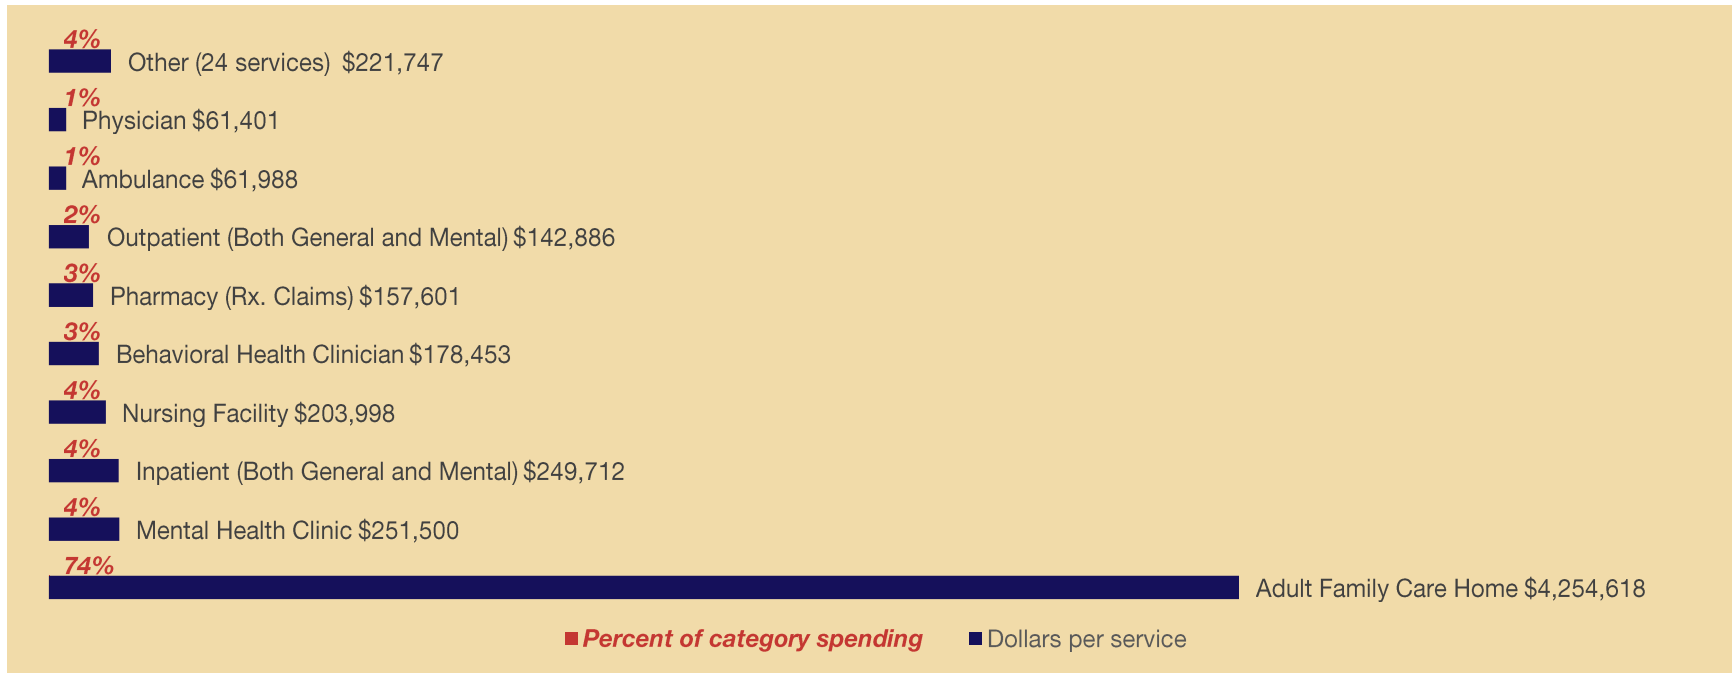 4%
Other (24 services) $221,747
1%
Physician $61,401
1%
Ambulance $61,988
2%
Outpatient (Both General and Mental) $142,886
3%
Pharmacy (Rx. Claims) $157,601
3%
Behavioral Health Clinician $178,453
4%
Nursing Facility $203,998
4%
Inpatient (Both General and Mental) $249,712
4%
Mental Health Clinic $251,500
74%
Adult Family Care Home $4,254,618
Percent of category spending Dollars per service